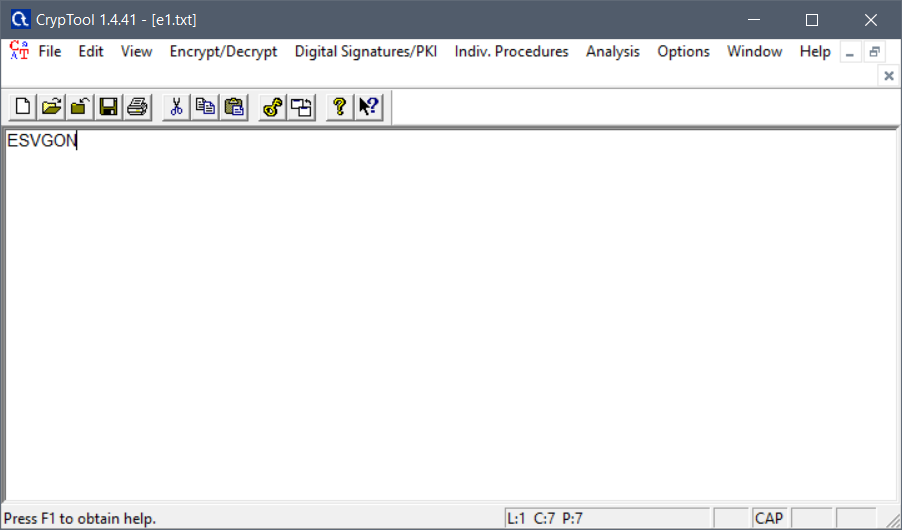 CrypTool 1.4.41 - [e1.txt]
File Edit View Encrypt/Decrypt Digital Signatures/PKI Indiv. Procedures Analysis Options Window Help
ESVGON
Press F1 to obtain help. L:1 C:7 P:7 CAP